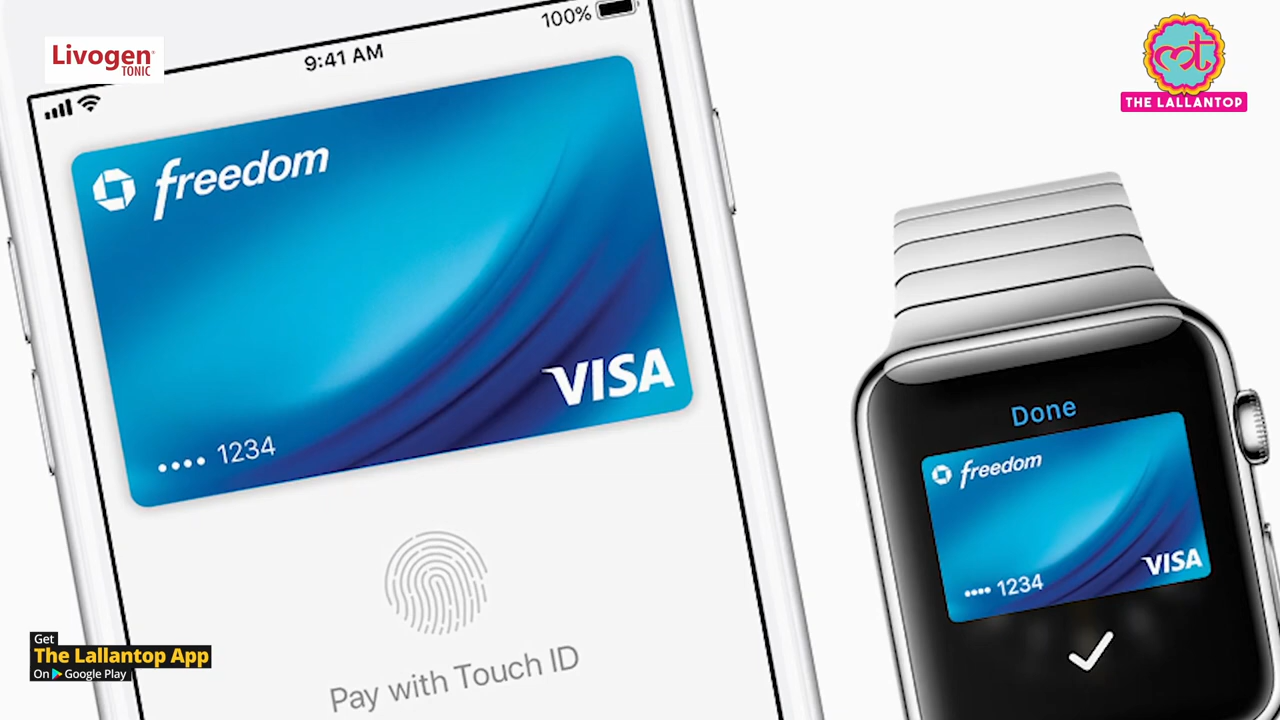 Livogen
TONIC
9:41 AM
100%
लT
THE LALLANTOP
freedom
VISA
•••• 1234
Pay with Touch ID
Done
freedom
VISA
•••• 1234
Get
The Lallantop App
On Google Play